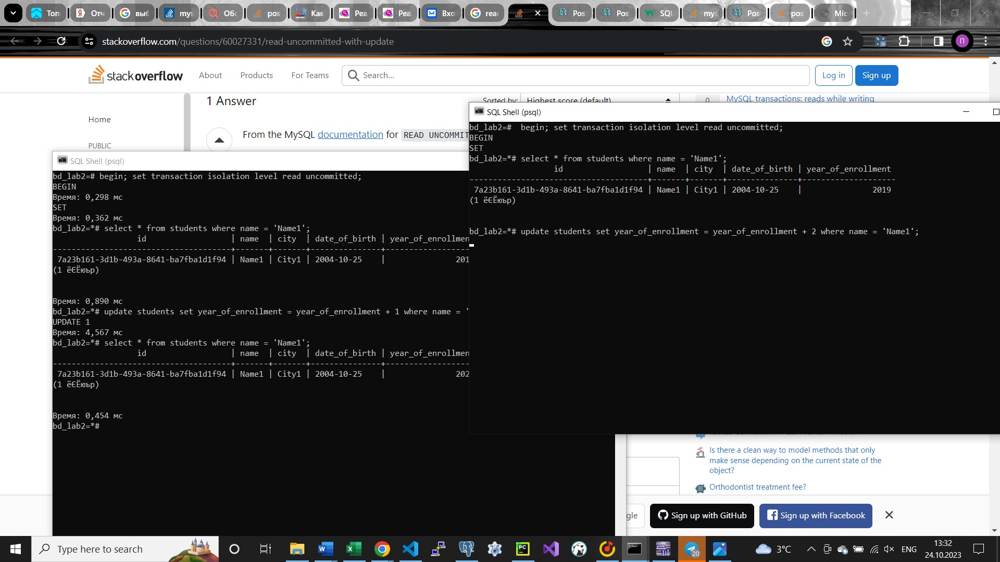 Топ
Отч
выб
mys
Обс
pos
Как
Реа
Реа
Вхо
reac
Pos
Pos
SQL
mys
Pos
pos
Mic
stackoverflow.com/questions/60027331/read-uncommitted-with-update
П
stackoverflow
About
Products
For Teams
Search...
Log in
Sign up
Home
PUBLIC
1 Answer
Sorted by:
Highest score (default)
0
MySQL transactions: reads while writing
From the MySQL documentation for READ UNCOMMIT
SQL Shell (psql)
bd_lab2=# begin; set transaction isolation level read uncommitted;
BEGIN
Время: 0,298 мс
SET
Время: 0,362 мс
bd_lab2=*# select * from students where name = 'Name1';
id | name | city | date_of_birth | year_of_enrollmen
--------------------------------------+-------+-------+---------------+------------------
7a23b161-3d1b-493a-8641-ba7fba1d1f94 | Name1 | City1 | 2004-10-25 | 201
(1 ёЄЁюър)
Время: 0,890 мс
bd_lab2=*# update students set year_of_enrollment = year_of_enrollment + 1 where name = '
UPDATE 1
Время: 4,567 мс
bd_lab2=*# select * from students where name = 'Name1';
id | name | city | date_of_birth | year_of_enrollmen
--------------------------------------+-------+-------+---------------+------------------
7a23b161-3d1b-493a-8641-ba7fba1d1f94 | Name1 | City1 | 2004-10-25 | 202
(1 ёЄЁюър)
Время: 0,454 мс
bd_lab2=*#
SQL Shell (psql)
bd_lab2=#  begin; set transaction isolation level read uncommitted;
BEGIN
SET
bd_lab2=*# select * from students where name = 'Name1';
id | name | city | date_of_birth | year_of_enrollment
--------------------------------------+-------+-------+---------------+--------------------
7a23b161-3d1b-493a-8641-ba7fba1d1f94 | Name1 | City1 | 2004-10-25 | 2019
(1 ёЄЁюър)
bd_lab2=*# update students set year_of_enrollment = year_of_enrollment + 2 where name = 'Name1';
Is there a clean way to model methods that only
make sense depending on the current state of the
object?
Orthodontist treatment fee?
gle
Sign up with GitHub
Sign up with Facebook
Type here to search
PC
20
3°C
ENG
13:32
24.10.2023